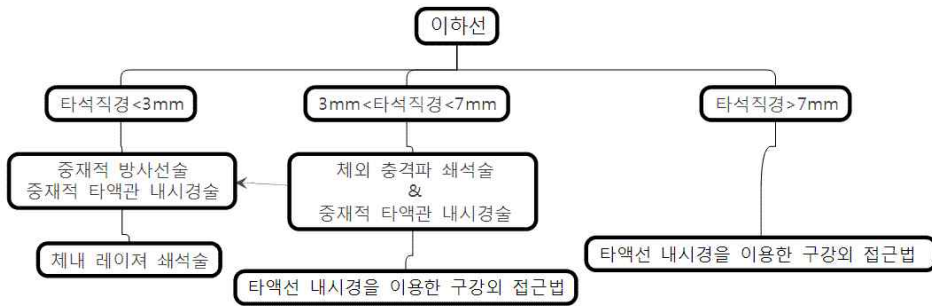 이하선
타석직경<3mm
3mm<타석직경<7mm
타석직경>7mm
중재적 방사선술
중재적 타액관 내시경술
체외 충격파 쇄석술
&
중재적 타액관 내시경술
체내 레이져 쇄석술
타액선 내시경을 이용한 구강외 접근법
타액선 내시경을 이용한 구강외 접근법